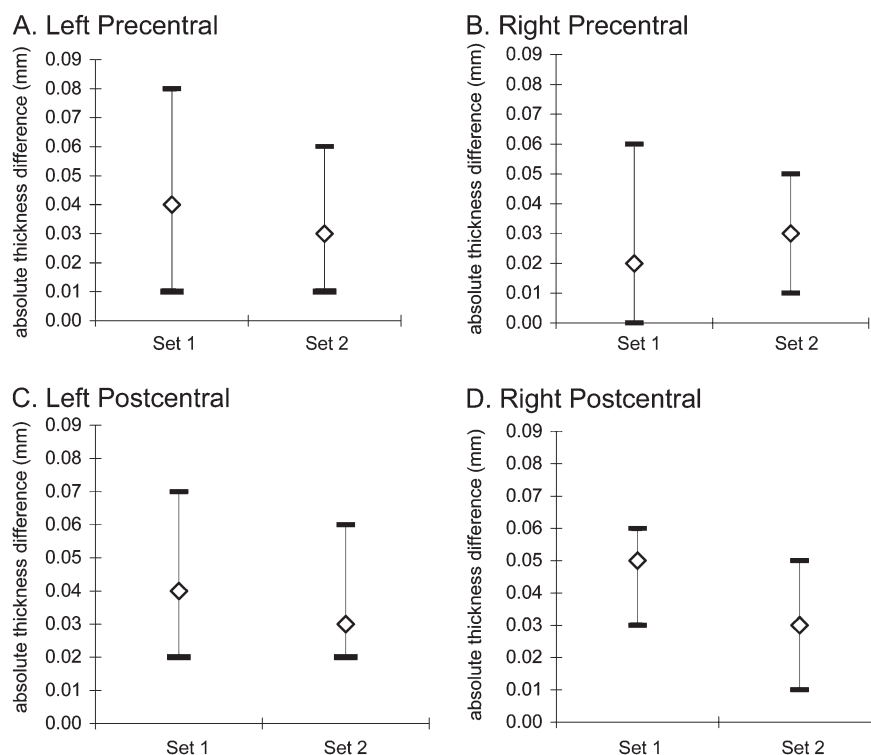 A. Left Precentral
absolute thickness difference (mm)
0.09
0.08
0.07
0.06
0.05
0.04
0.03
0.02
0.01
0.00
Set 1
Set 2
B. Right Precentral
absolute thickness difference (mm)
0.09
0.08
0.07
0.06
0.05
0.04
0.03
0.02
0.01
0.00
Set 1
Set 2
C. Left Postcentral
absolute thickness difference (mm)
0.09
0.08
0.07
0.06
0.05
0.04
0.03
0.02
0.01
0.00
Set 1
Set 2
D. Right Postcentral
absolute thickness difference (mm)
0.09
0.08
0.07
0.06
0.05
0.04
0.03
0.02
0.01
0.00
Set 1
Set 2